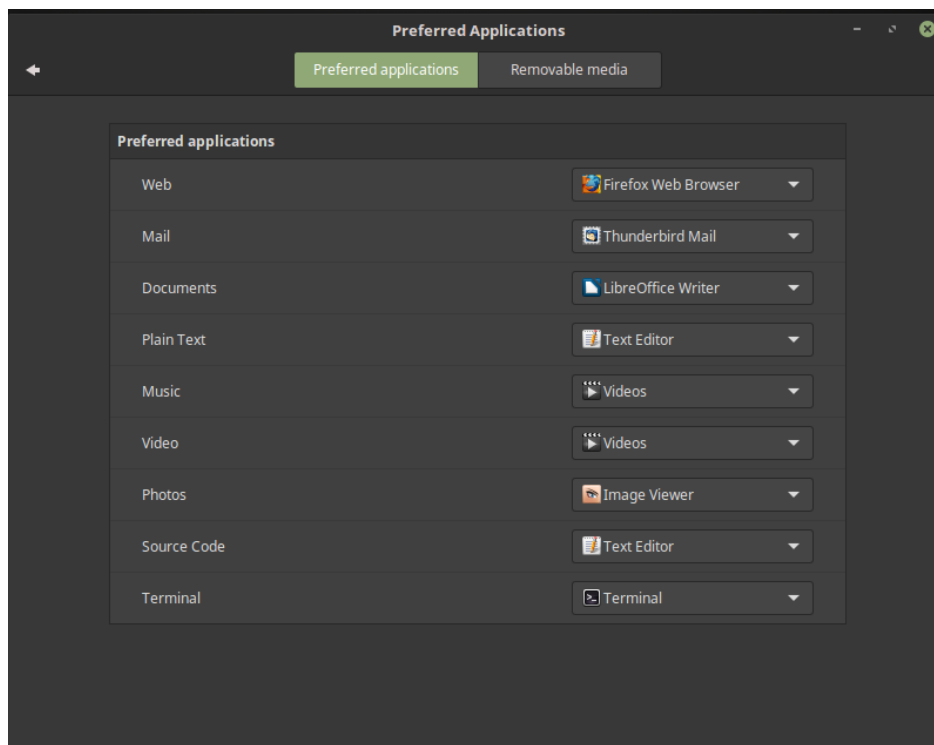 Preferred Applications
Preferred applications Removable media
Preferred applications
Web Firefox Web Browser
Mail Thunderbird Mail
Documents LibreOffice Writer
Plain Text Text Editor
Music Videos
Video Videos
Photos Image Viewer
Source Code Text Editor
Terminal Terminal